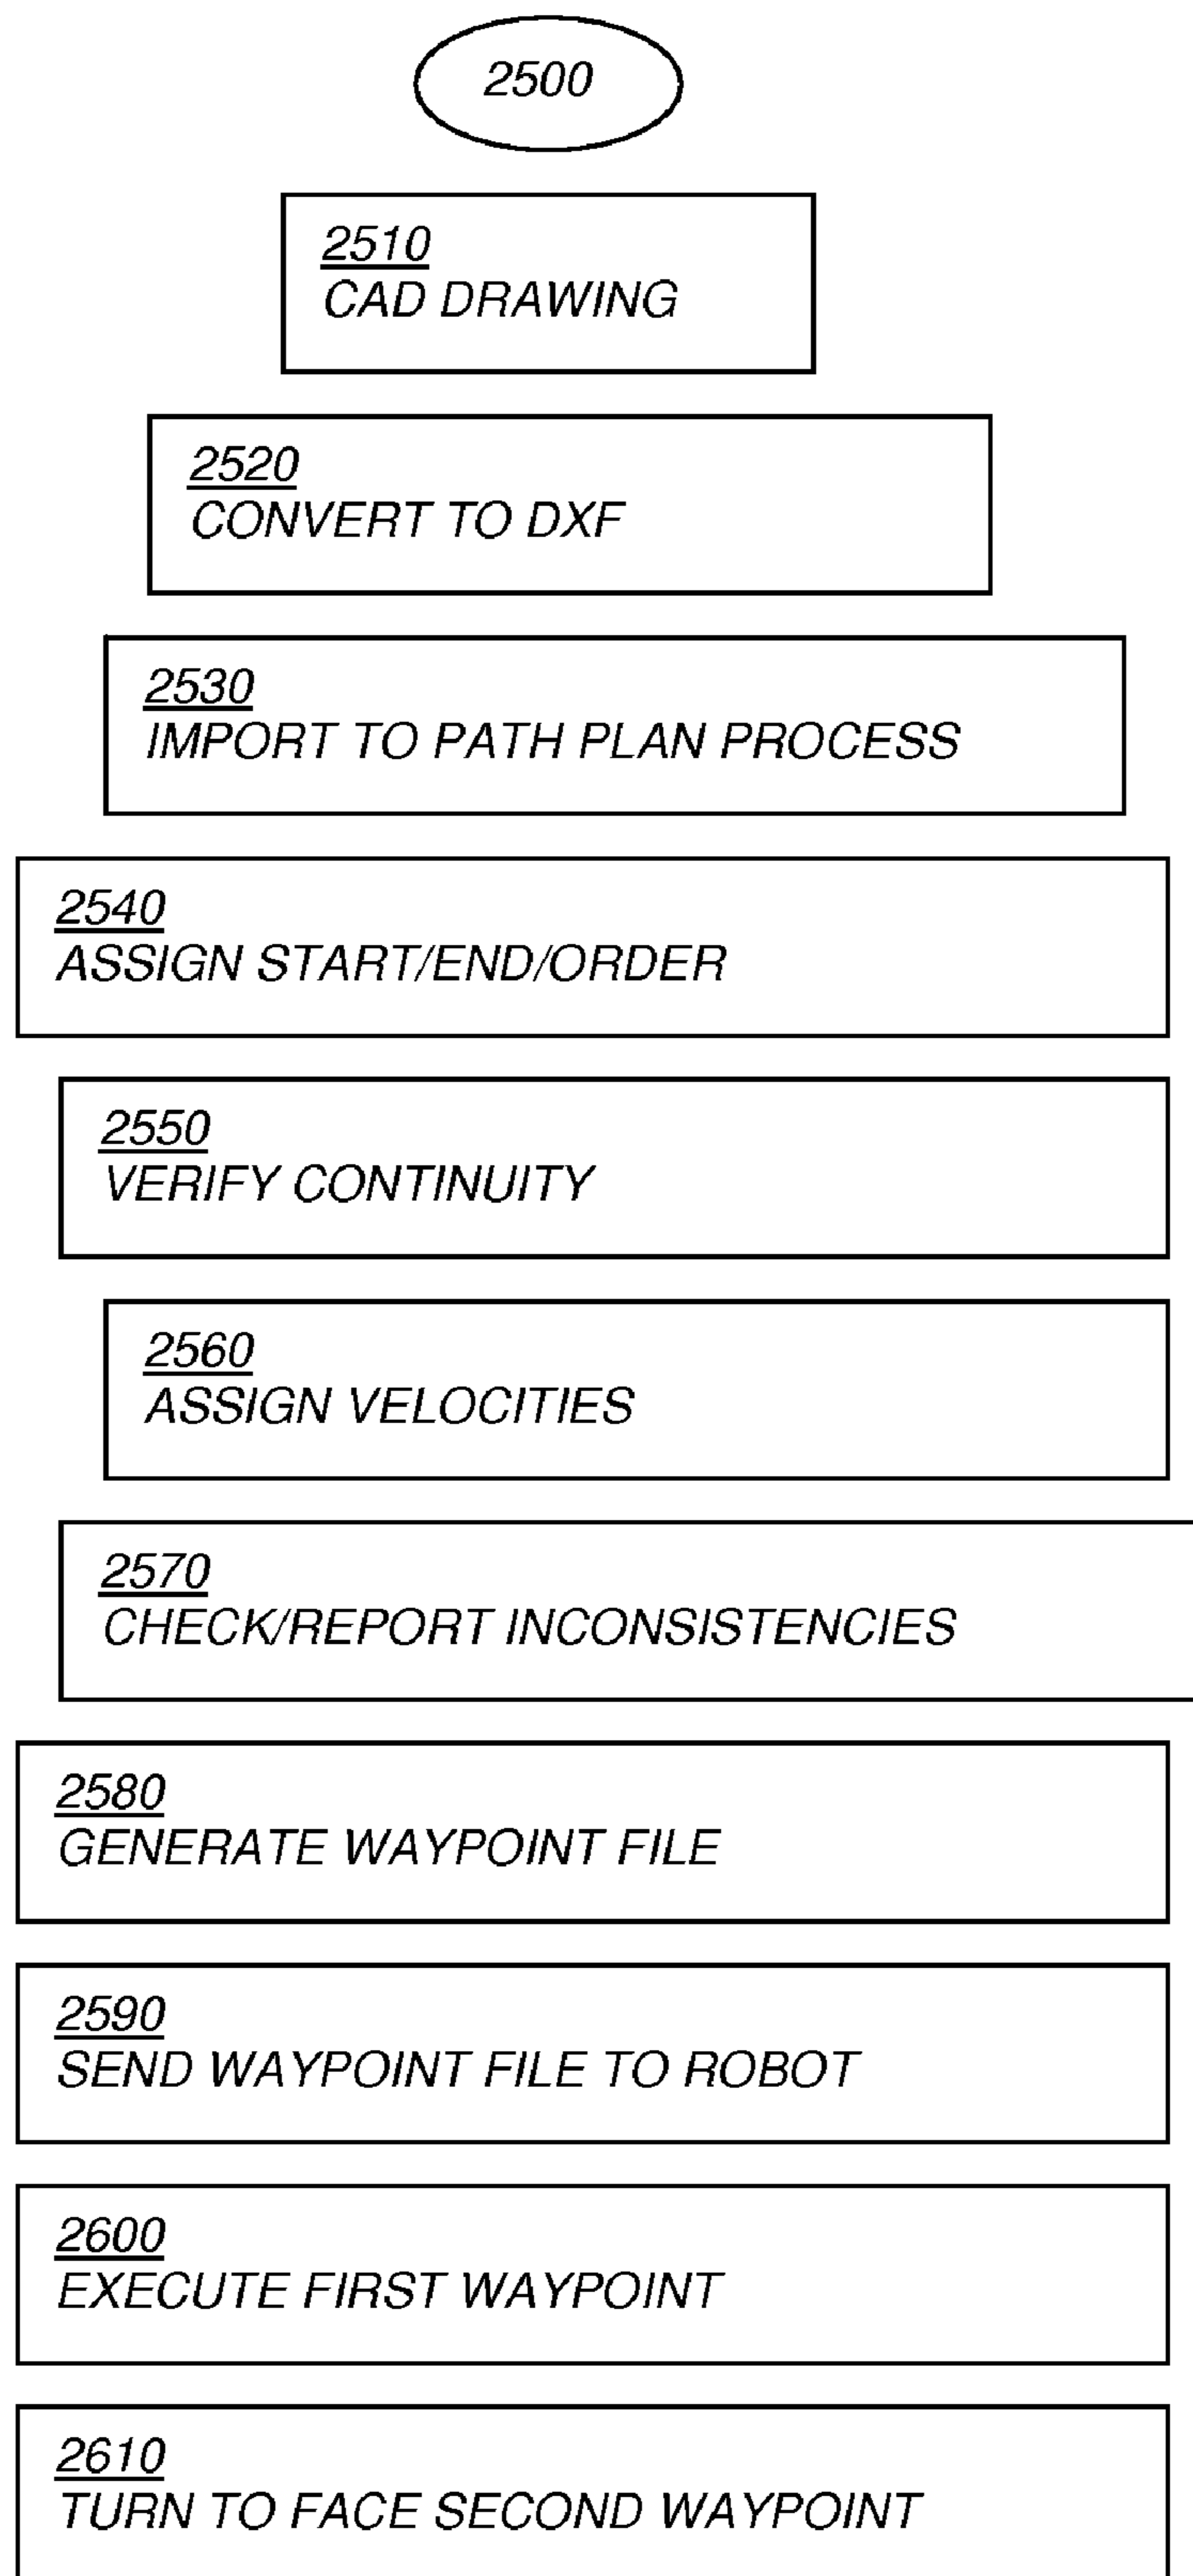 2500
2510
CAD DRAWING
2520
CONVERT TO DXF
2530
IMPORT TO PATH PLAN PROCESS
2540
ASSIGN START/END/ORDER
2550
VERIFY CONTINUITY
2560
ASSIGN VELOCITIES
2570
CHECK/REPORT INCONSISTENCIES
2580
GENERATE WAYPOINT FILE
2590
SEND WAYPOINT FILE TO ROBOT
2600
EXECUTE FIRST WAYPOINT
2610
TURN TO FACE SECOND WAYPOINT